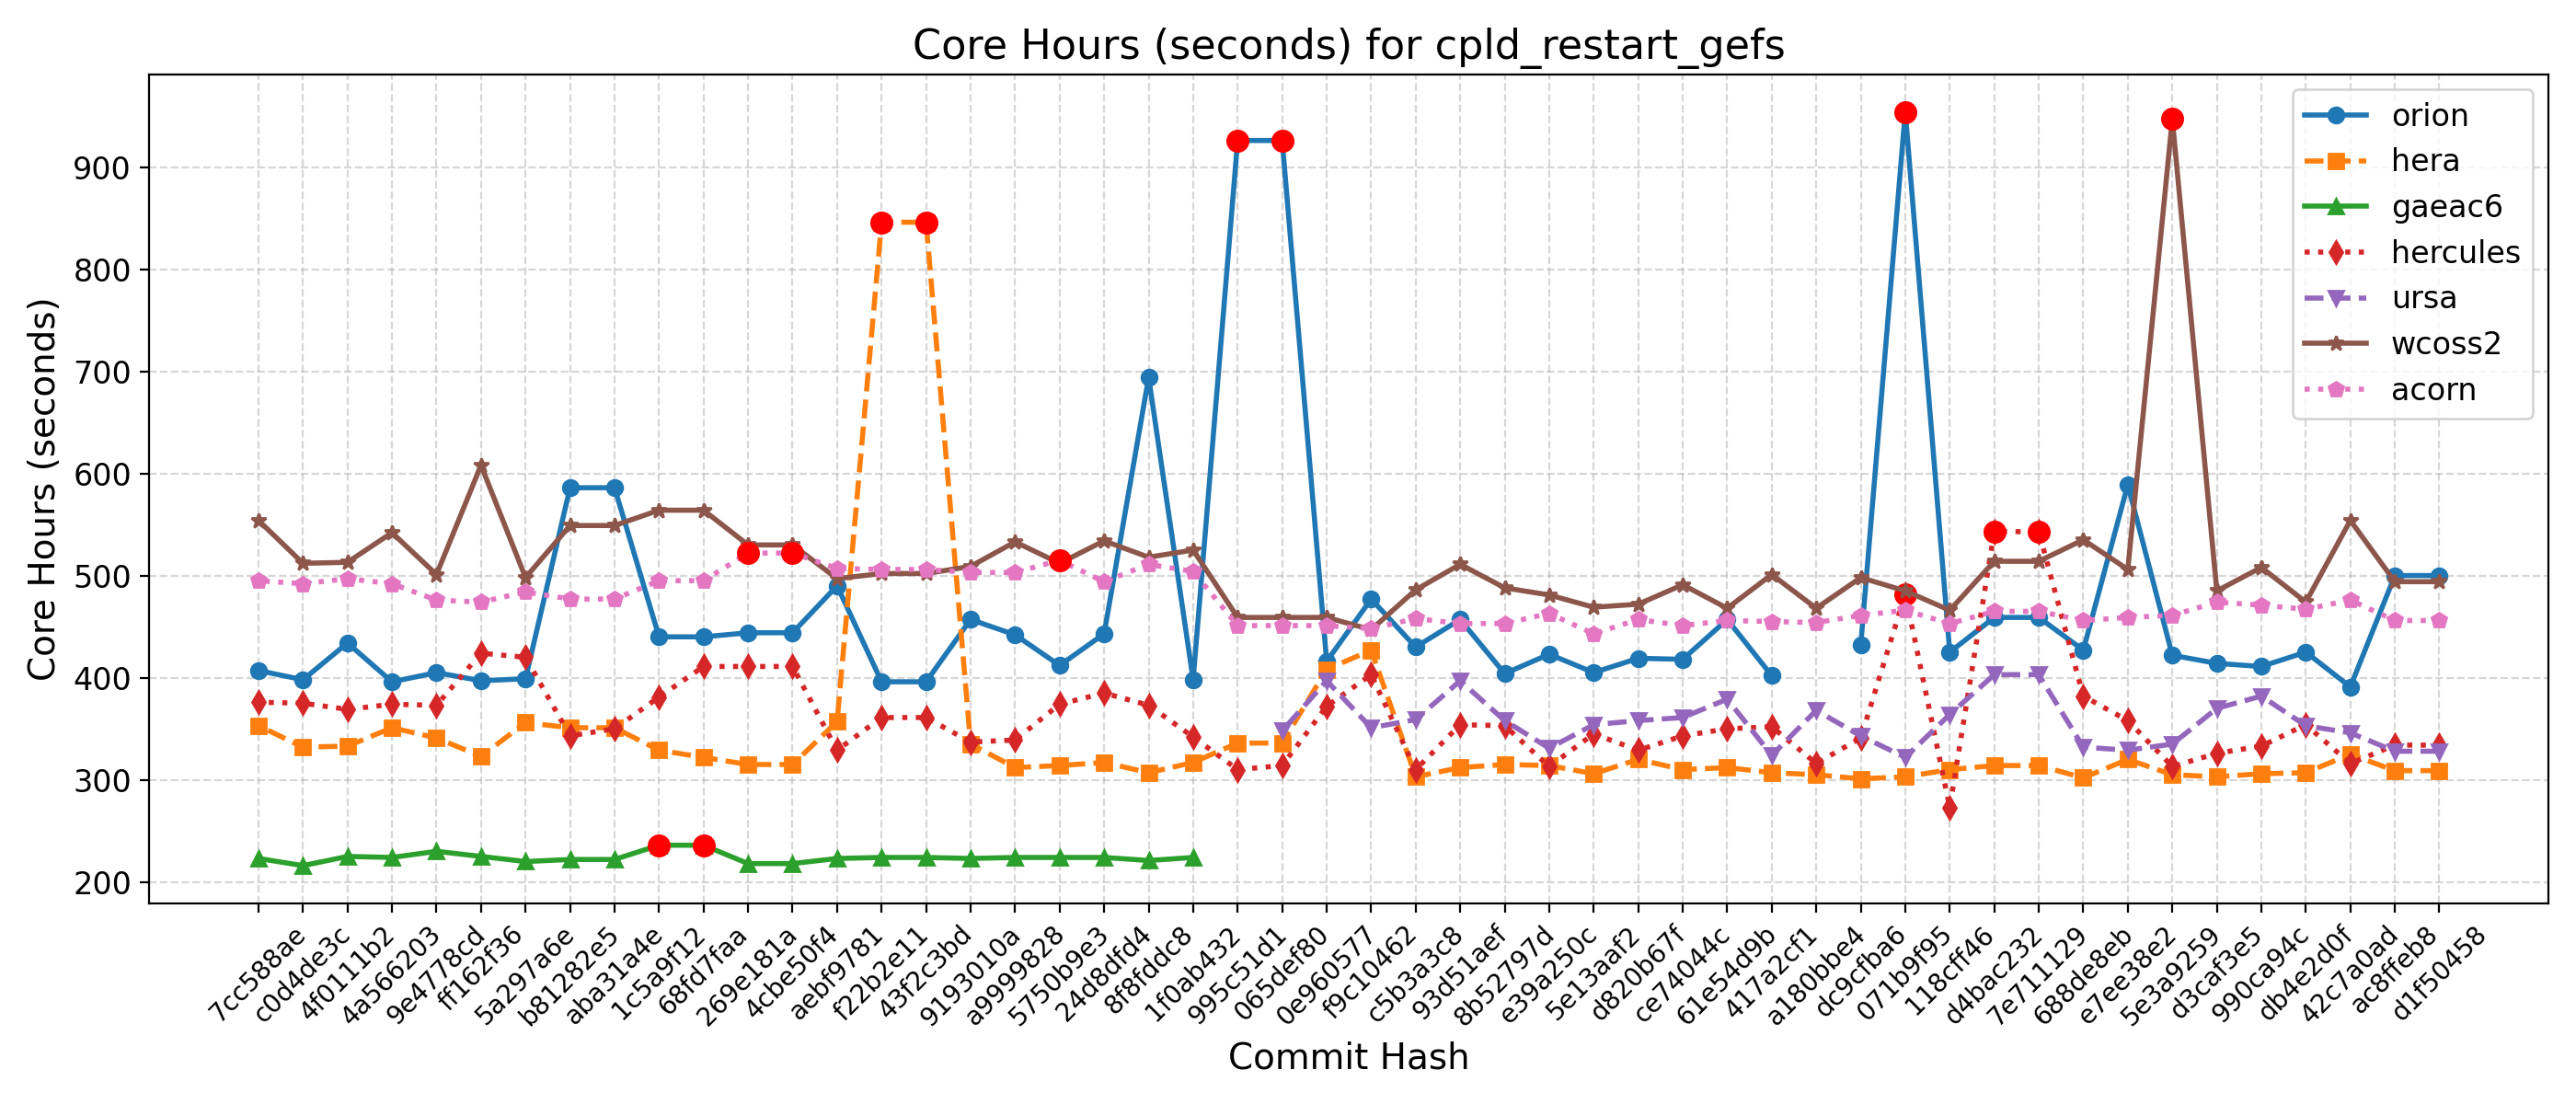 Core Hours (seconds) for cpld_restart_gefs
Core Hours (seconds)
900
800
700
600
500
400
300
200
orion
hera
gaeac6
hercules
ursa
wcoss2
acorn
7cc588ae
c0d4de3c
4f0111b2
4a566203
9e4778cd
ff162f36
5a297a6e
b81282e5
aba31a4e
1c5a9f12
68fd7faa
269e181a
4cbe50f4
aebf9781
f22b2e11
43f2c3bd
9193010a
a9999828
5750b9e3
24d8dfd4
8f8fddc8
1f0ab432
995c51d1
065def80
0e960577
f9c10462
c5b3a3c8
93d51aef
8b52797d
e39a250c
5e13aaf2
d820b67f
ce74044c
61e54d9b
417a2cf1
a180bbe4
dc9cfba6
071b9f95
118cff46
d4bac232
7e711129
688de8eb
e7ee38e2
5e3a9259
d3caf3e5
990ca94c
db4e2d0f
42c7a0ad
ac8ffeb8
d1f50458
Commit Hash